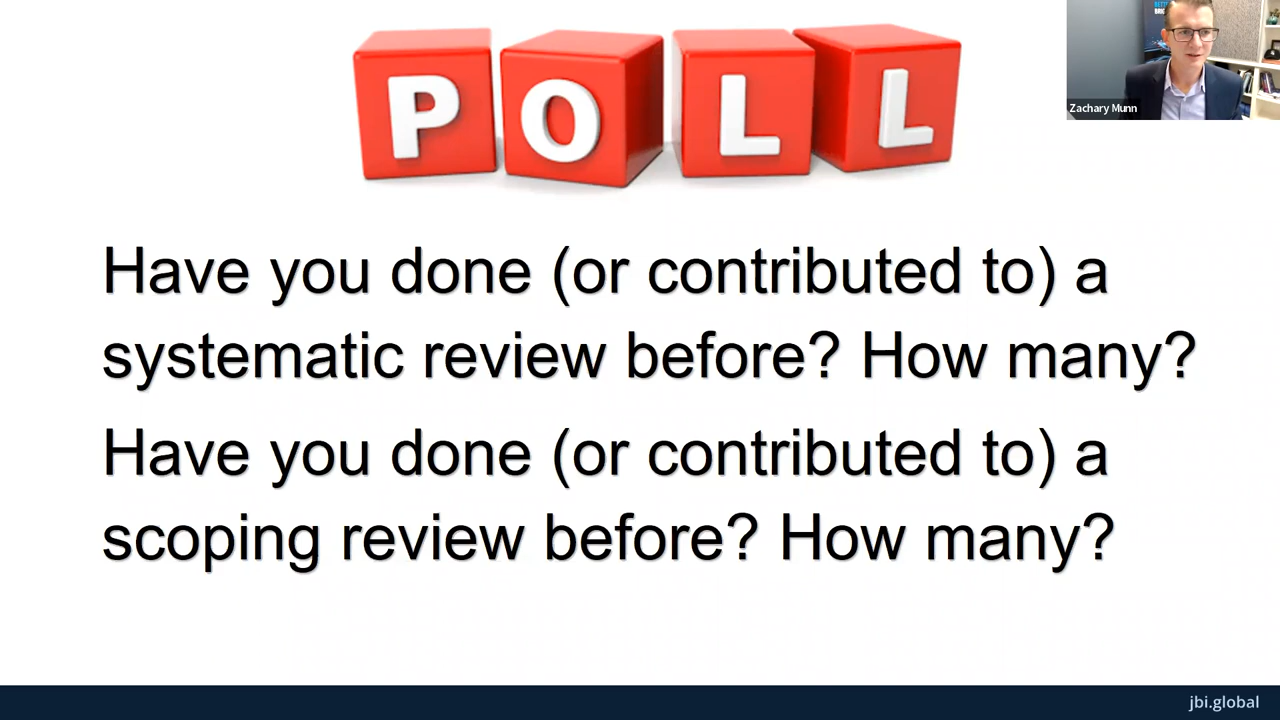 POLL
Zachary Munn
Have you done (or contributed to) a
systematic review before? How many?
Have you done (or contributed to) a
scoping review before? How many?
jbi.global